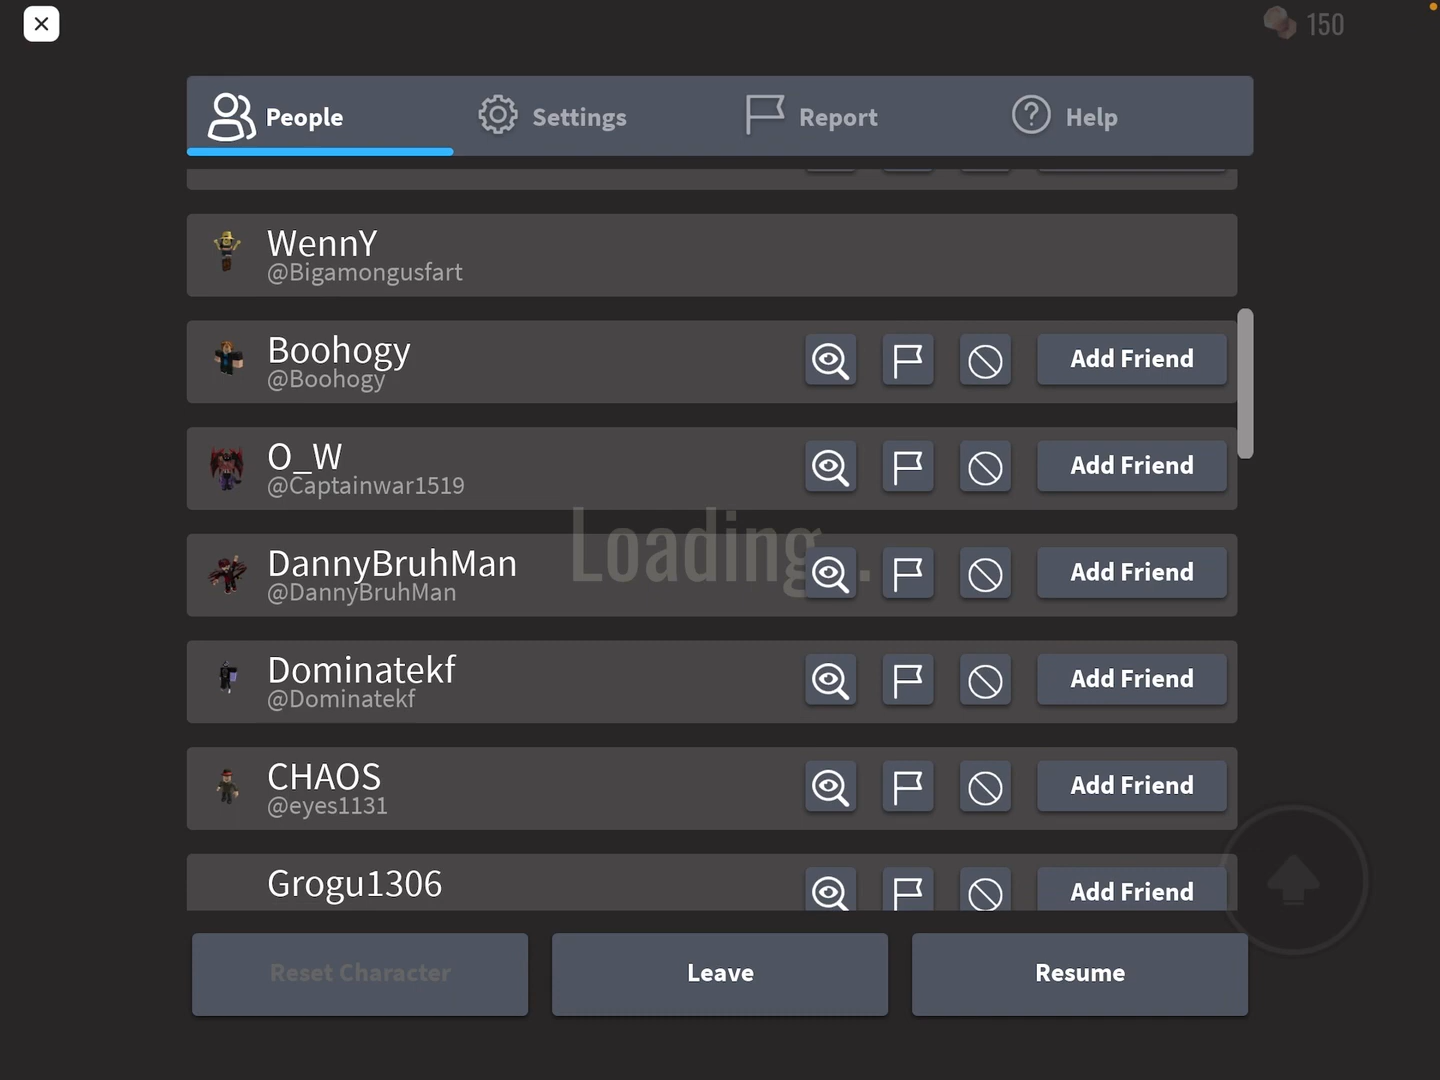 150
People
Settings
Report
Help
WennY
@Bigamongusfart
Boohogy
@Boohogy
Add Friend
O_W
@Captainwar1519
Add Friend
Loading...
DannyBruhMan
@DannyBruhMan
Add Friend
Dominatekf
@Dominatekf
Add Friend
CHAOS
@eyes1131
Add Friend
Grogu1306
Add Friend
Reset Character
Leave
Resume